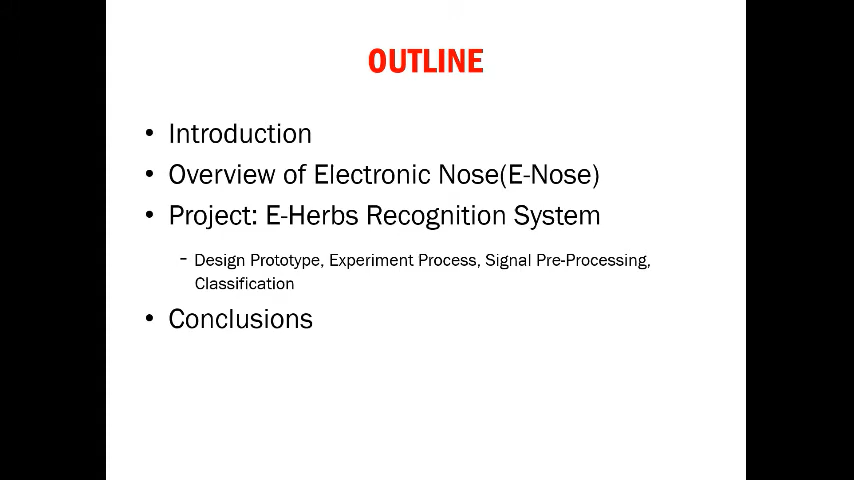 OUTLINE
• Introduction
• Overview of Electronic Nose(E-Nose)
• Project: E-Herbs Recognition System
– Design Prototype, Experiment Process, Signal Pre-Processing,
Classification
• Conclusions